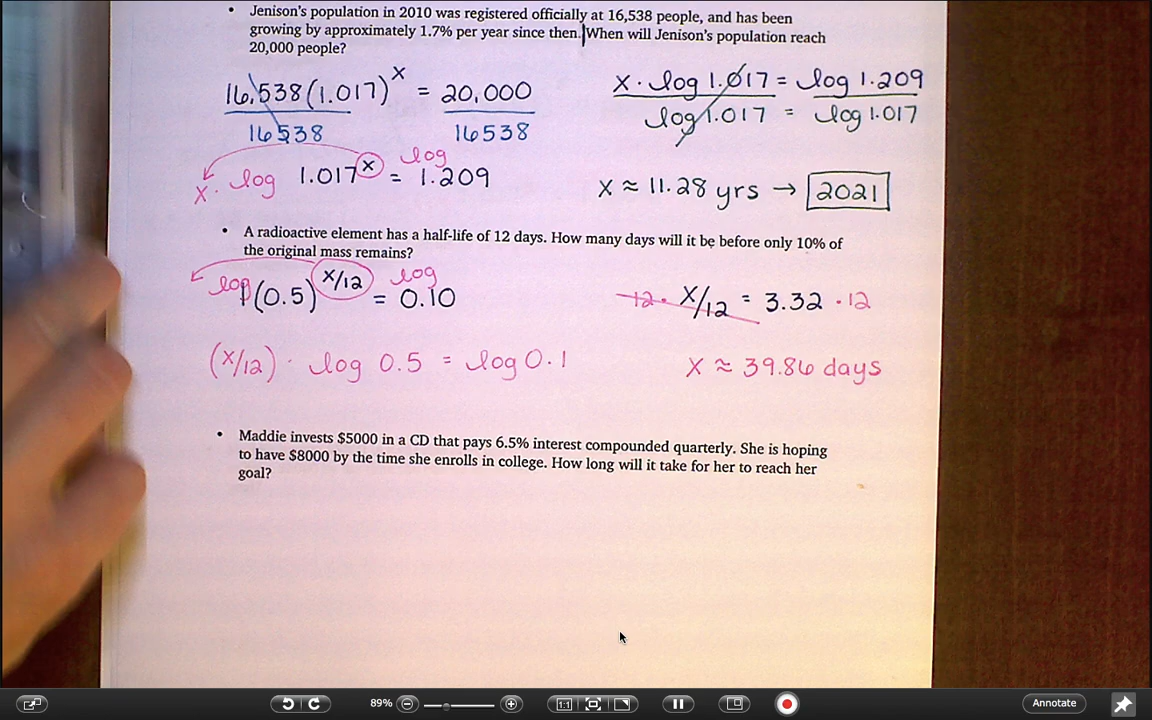 • Jenison's population in 2010 was registered officially at 16,538 people, and has been
growing by approximately 1.7% per year since then. When will Jenison's population reach
20,000 people?
16,538(1.017)^x = 20,000
16538 16538
x · log 1.017^x = log 1.209
x · log 1.017 = log 1.209
log 1.017 = log 1.017
x ≈ 11.28 yrs → 2021
• A radioactive element has a half-life of 12 days. How many days will it be before only 10% of
the original mass remains?
log 1(0.5)^x/12 = log 0.10
(x/12) · log 0.5 = log 0.1
12 · x/12 = 3.32 · 12
x ≈ 39.86 days
• Maddie invests $5000 in a CD that pays 6.5% interest compounded quarterly. She is hoping
to have $8000 by the time she enrolls in college. How long will it take for her to reach her
goal?
89%
1:1
Annotate